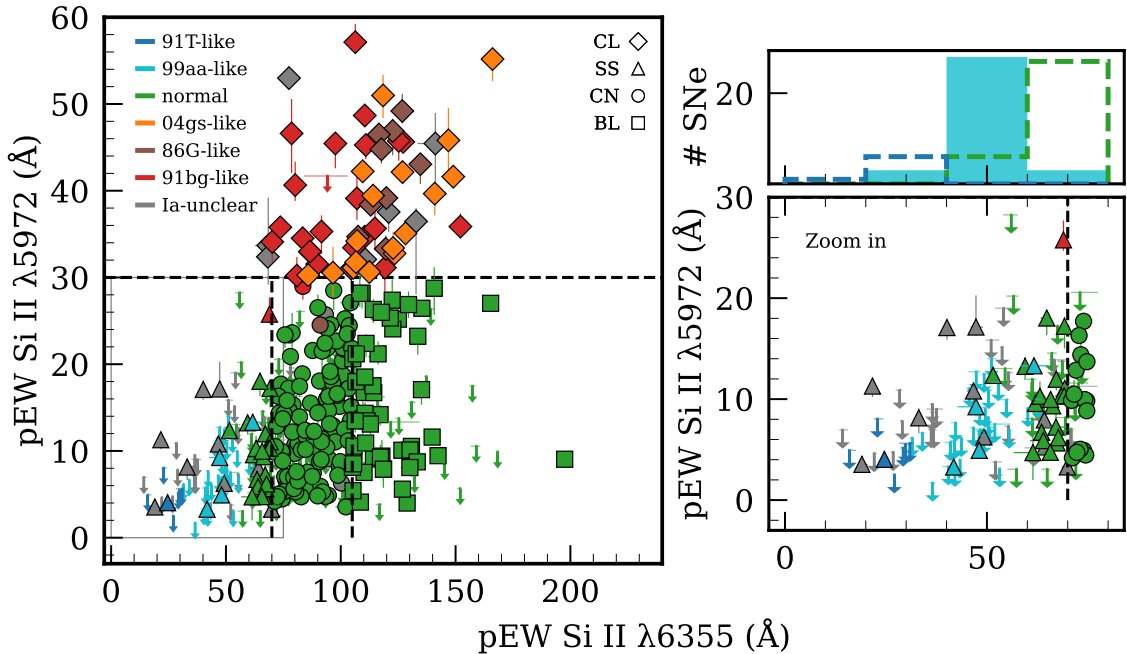 60
50
40
30
20
10
0
pEW Si II λ5972 (Å)
91T-like
99aa-like
normal
04gs-like
86G-like
91bg-like
Ia-unclear
CL
SS
CN
BL
0
50
100
150
200
20
# SNe
30
20
10
0
pEW Si II λ5972 (Å)
Zoom in
0
50
pEW Si II λ6355 (Å)